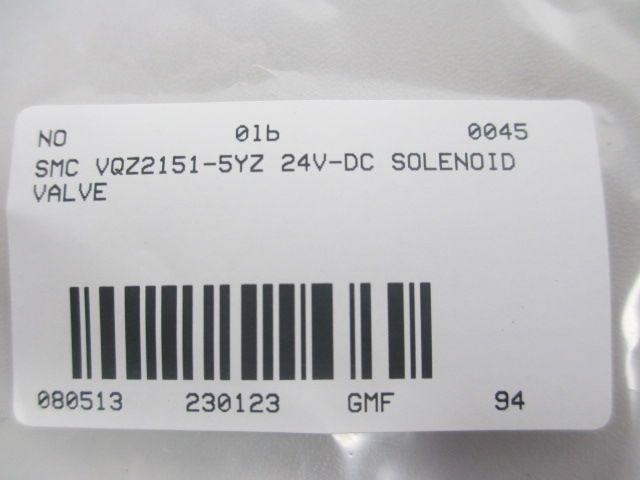 NO 01b 0045
SMC VQZ2151-5YZ 24V-DC SOLENOID
VALVE
080513 230123 GMF 94